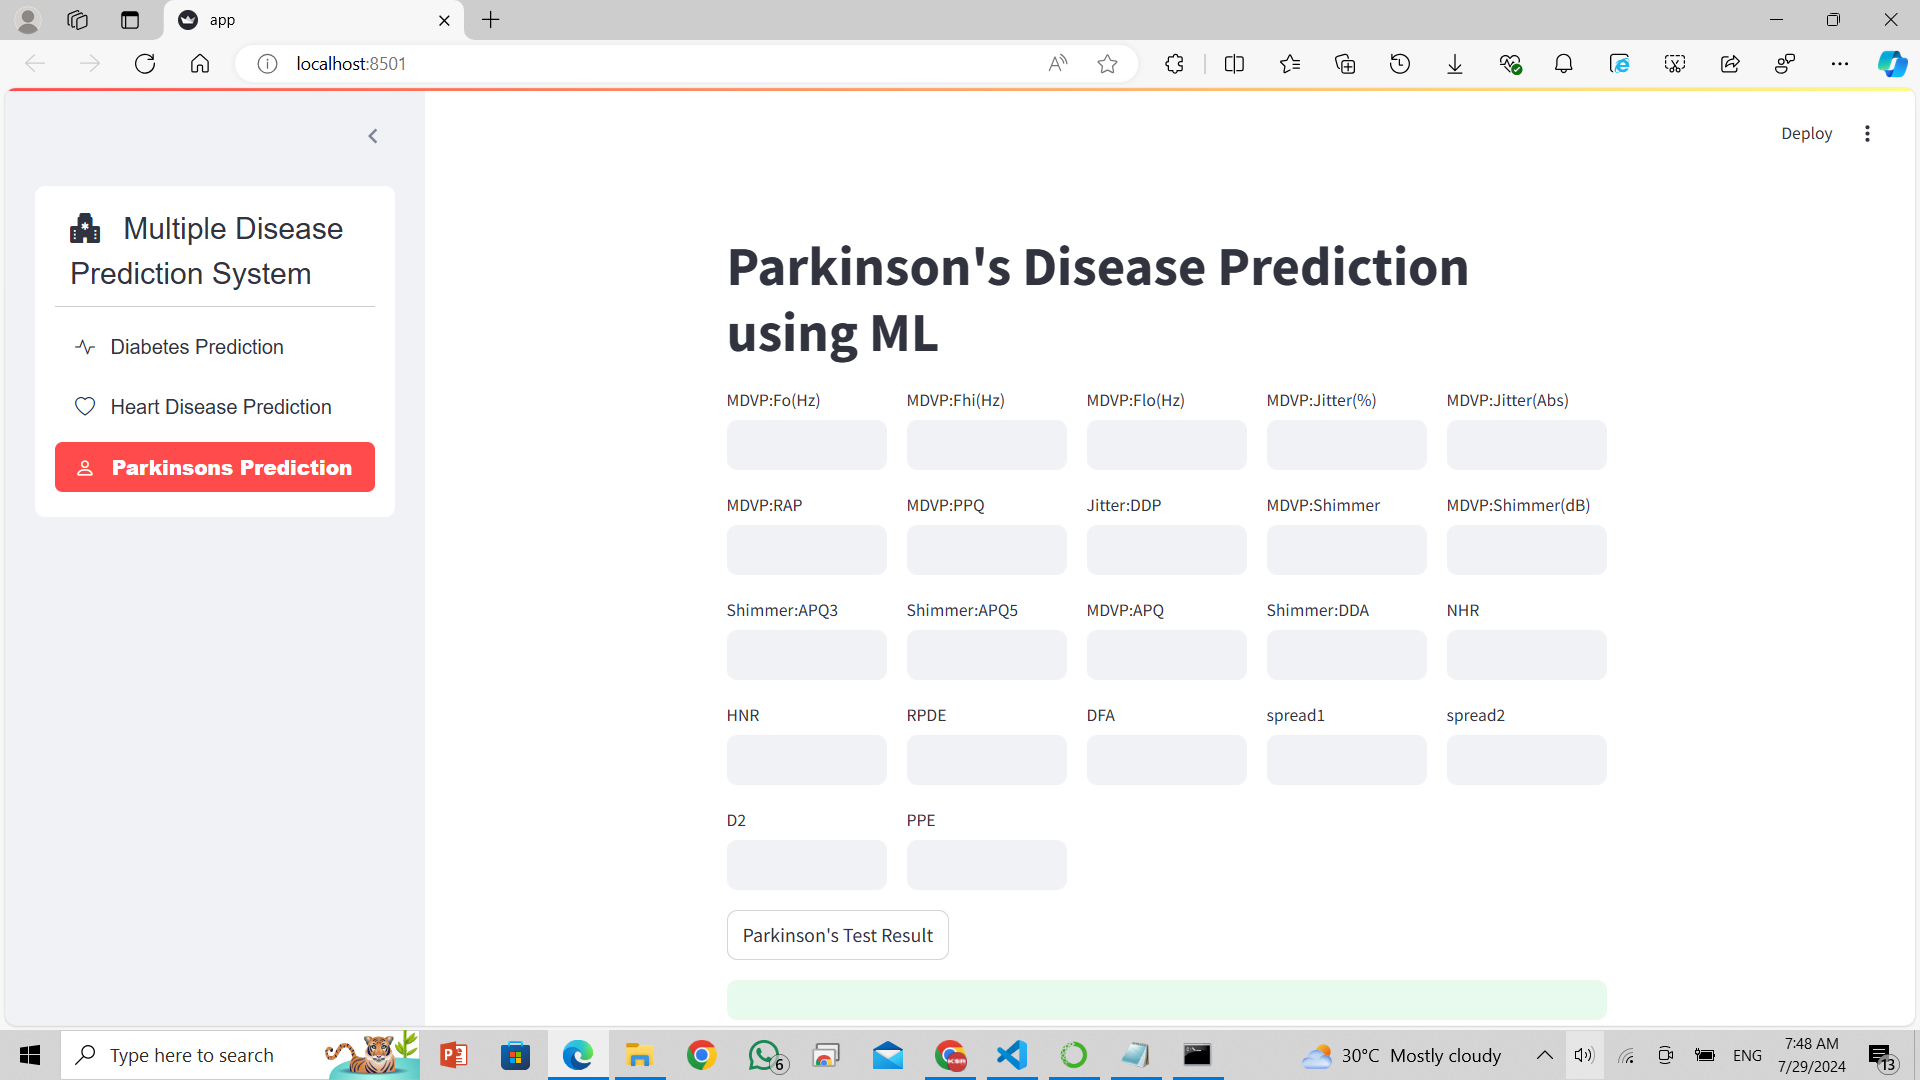 app
localhost:8501
Deploy
Multiple Disease
Prediction System
Diabetes Prediction
Heart Disease Prediction
Parkinsons Prediction
Parkinson's Disease Prediction
using ML
MDVP:Fo(Hz) MDVP:Fhi(Hz) MDVP:Flo(Hz) MDVP:Jitter(%) MDVP:Jitter(Abs)
MDVP:RAP MDVP:PPQ Jitter:DDP MDVP:Shimmer MDVP:Shimmer(dB)
Shimmer:APQ3 Shimmer:APQ5 MDVP:APQ Shimmer:DDA NHR
HNR RPDE DFA spread1 spread2
D2 PPE
Parkinson's Test Result
Type here to search
6
30°C Mostly cloudy
ENG
7:48 AM
7/29/2024
13